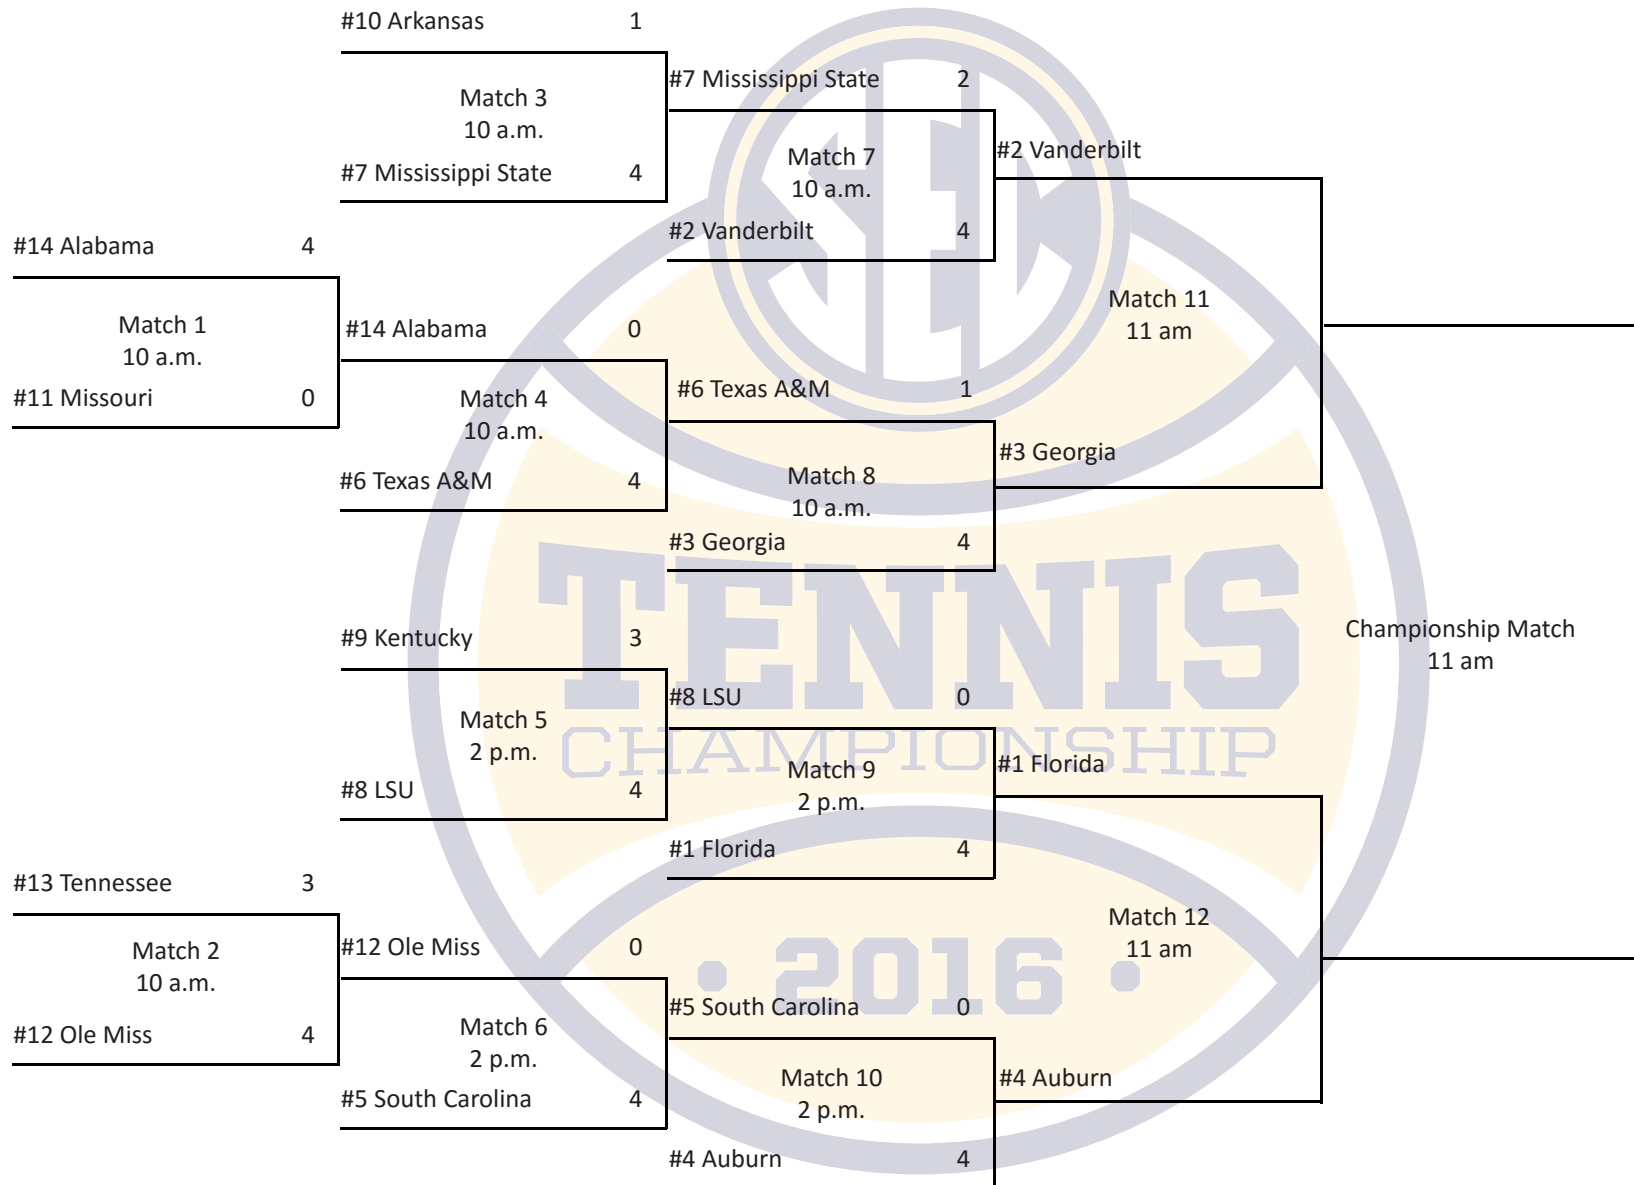 #10 Arkansas 1
Match 3
10 a.m.
#7 Mississippi State 4
#14 Alabama 4
Match 1
10 a.m.
#11 Missouri 0
#14 Alabama 0
Match 4
10 a.m.
#6 Texas A&M 4
#7 Mississippi State 2
Match 7
10 a.m.
#2 Vanderbilt 4
#6 Texas A&M 1
Match 8
10 a.m.
#3 Georgia 4
#2 Vanderbilt
Match 11
11 am
#3 Georgia
#9 Kentucky 3
Match 5
2 p.m.
#8 LSU 4
#13 Tennessee 3
Match 2
10 a.m.
#12 Ole Miss 4
#12 Ole Miss 0
Match 6
2 p.m.
#5 South Carolina 4
#8 LSU 0
Match 9
2 p.m.
#1 Florida 4
#5 South Carolina 0
Match 10
2 p.m.
#4 Auburn 4
#1 Florida
Match 12
11 am
#4 Auburn
Championship Match
11 am
SEC
TENNIS
CHAMPIONSHIP
• 2016 •